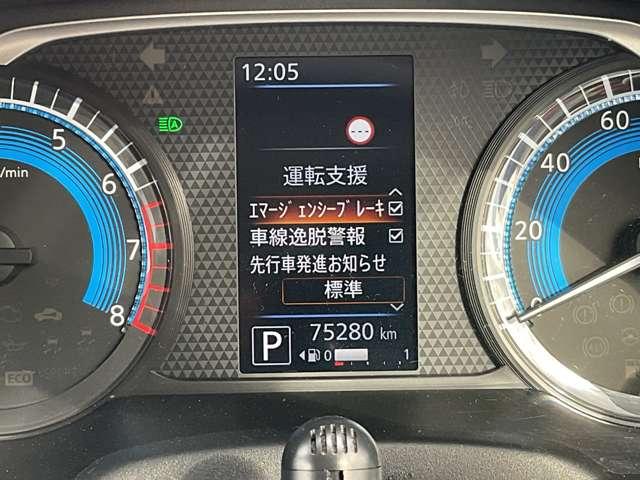 12:05
運転支援
ｴﾏｰｼﾞｪﾝｼｰﾌﾞﾚｰｷ
車線逸脱警報
先行車発進お知らせ
標準
P 75280 km
0 1
5
6
7
8
/min
ECO
60
40
20
0